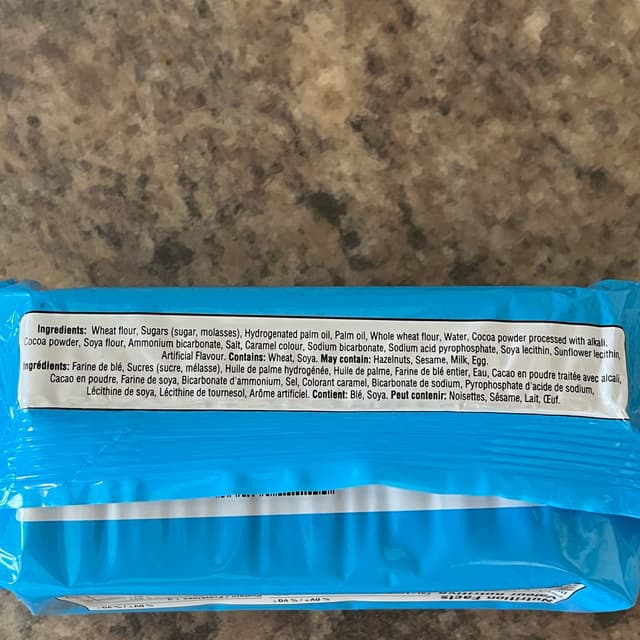 Ingredients: Wheat flour, Sugars (sugar, molasses), Hydrogenated palm oil, Palm oil, Whole wheat flour, Water, Cocoa powder processed with alkali,
Cocoa powder, Soya flour, Ammonium bicarbonate, Salt, Caramel colour, Sodium bicarbonate, Sodium acid pyrophosphate, Soya lecithin, Sunflower lecithin,
Artificial Flavour. Contains: Wheat, Soya. May contain: Hazelnuts, Sesame, Milk, Egg.
Ingrédients: Farine de blé, Sucres (sucre, mélasse), Huile de palme hydrogénée, Huile de palme, Farine de blé entier, Eau, Cacao en poudre traitée avec alcali,
Cacao en poudre, Farine de soya, Bicarbonate d'ammonium, Sel, Colorant caramel, Bicarbonate de sodium, Pyrophosphate d'acide de sodium,
Lécithine de soya, Lécithine de tournesol, Arôme artificiel. Contient: Blé, Soya. Peut contenir: Noisettes, Sésame, Lait, Œuf.
Nutrition Facts